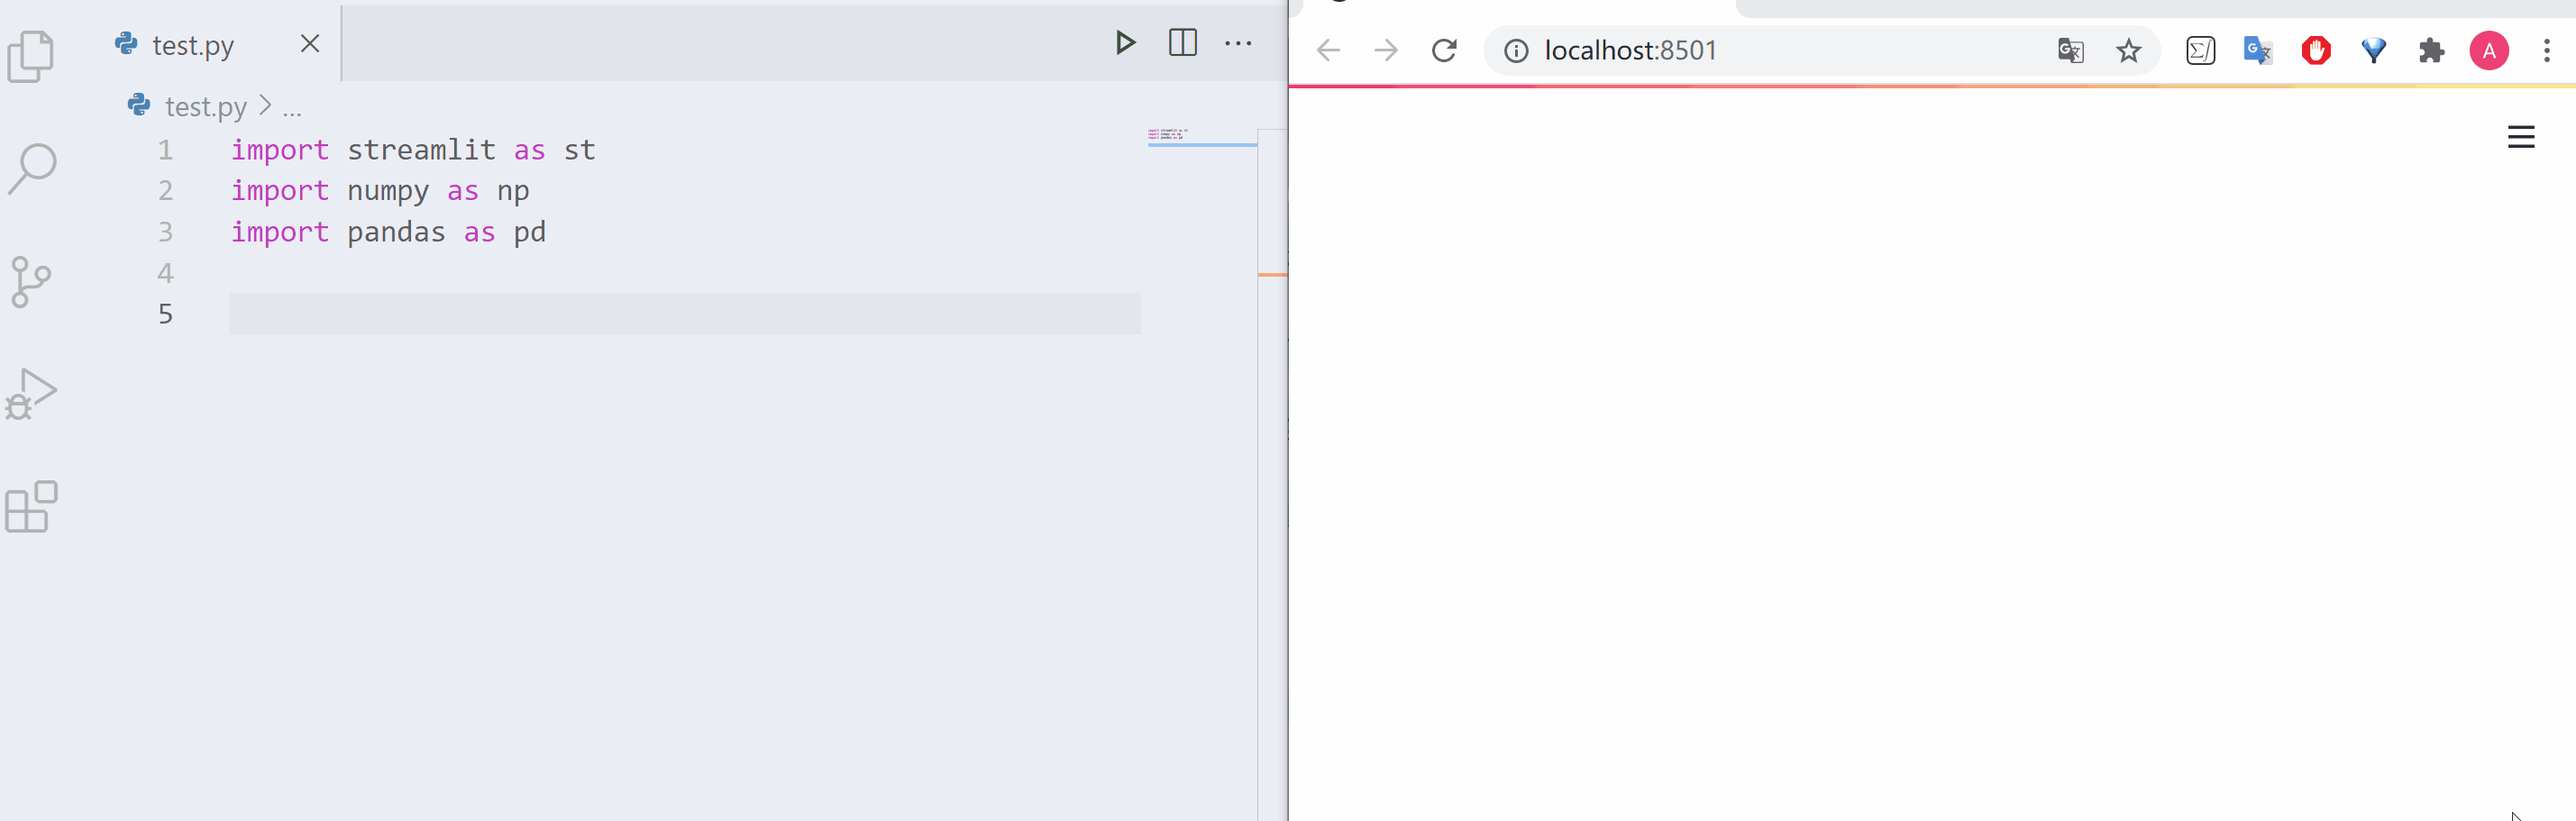 test.py
test.py > ...
1 import streamlit as st
2 import numpy as np
3 import pandas as pd
4
5
localhost:8501
A